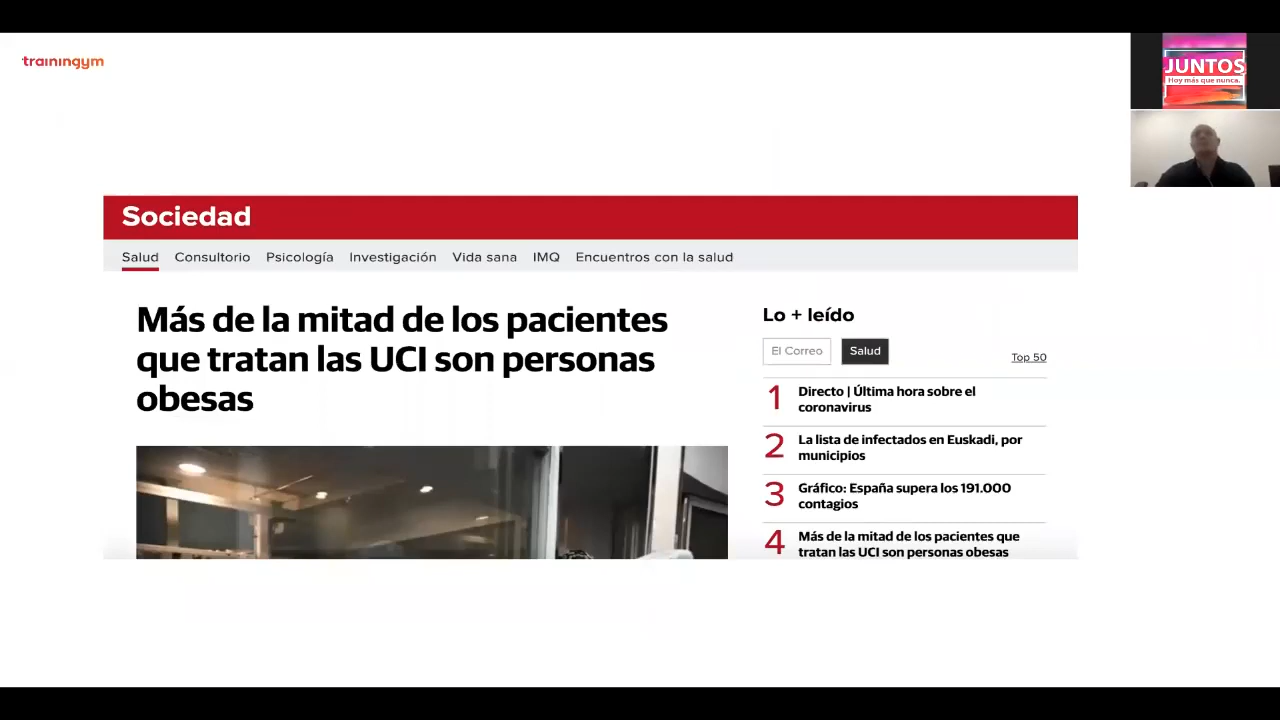 trainingym
JUNTOS
Hoy más que nunca.
Sociedad
Salud Consultorio Psicología Investigación Vida sana IMQ Encuentros con la salud
Más de la mitad de los pacientes
que tratan las UCI son personas
obesas
Lo + leído
El Correo Salud Top 50
1 Directo | Última hora sobre el
coronavirus
2 La lista de infectados en Euskadi, por
municipios
3 Gráfico: España supera los 191.000
contagios
4 Más de la mitad de los pacientes que
tratan las UCI son personas obesas